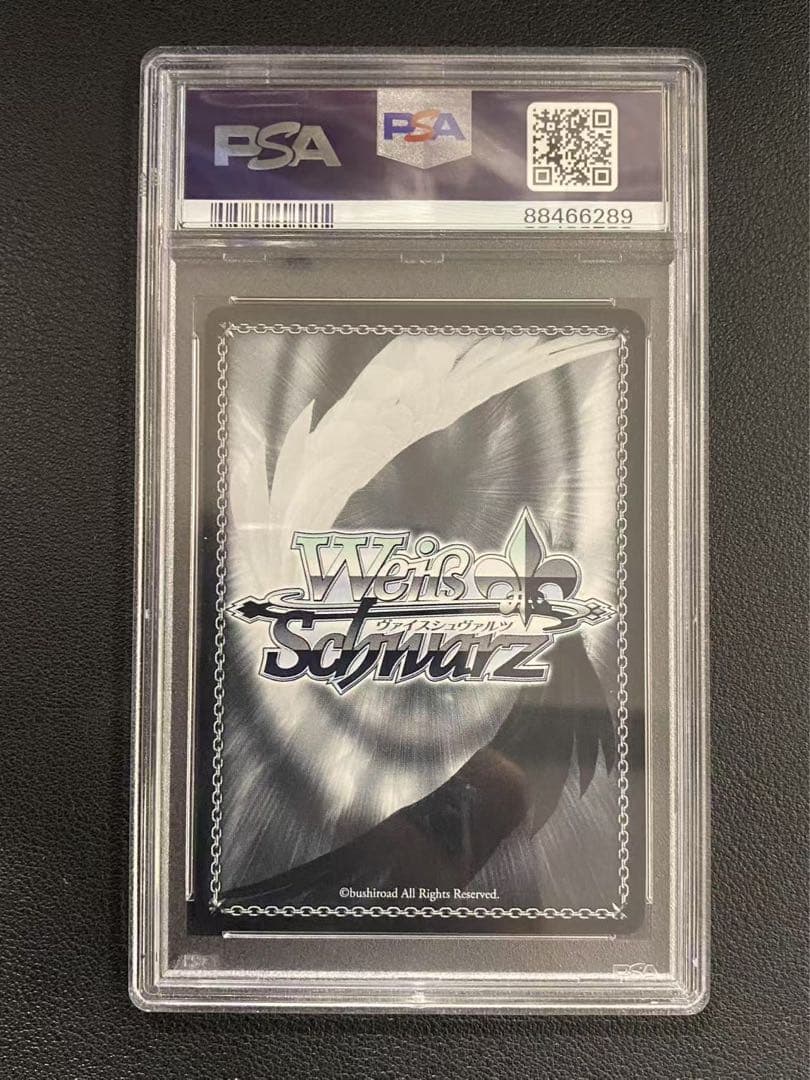 PSA
PSA
88466289
Weiß
ヴァイスシュヴァルツ
Schwarz
©bushiroad All Rights Reserved.
PSA